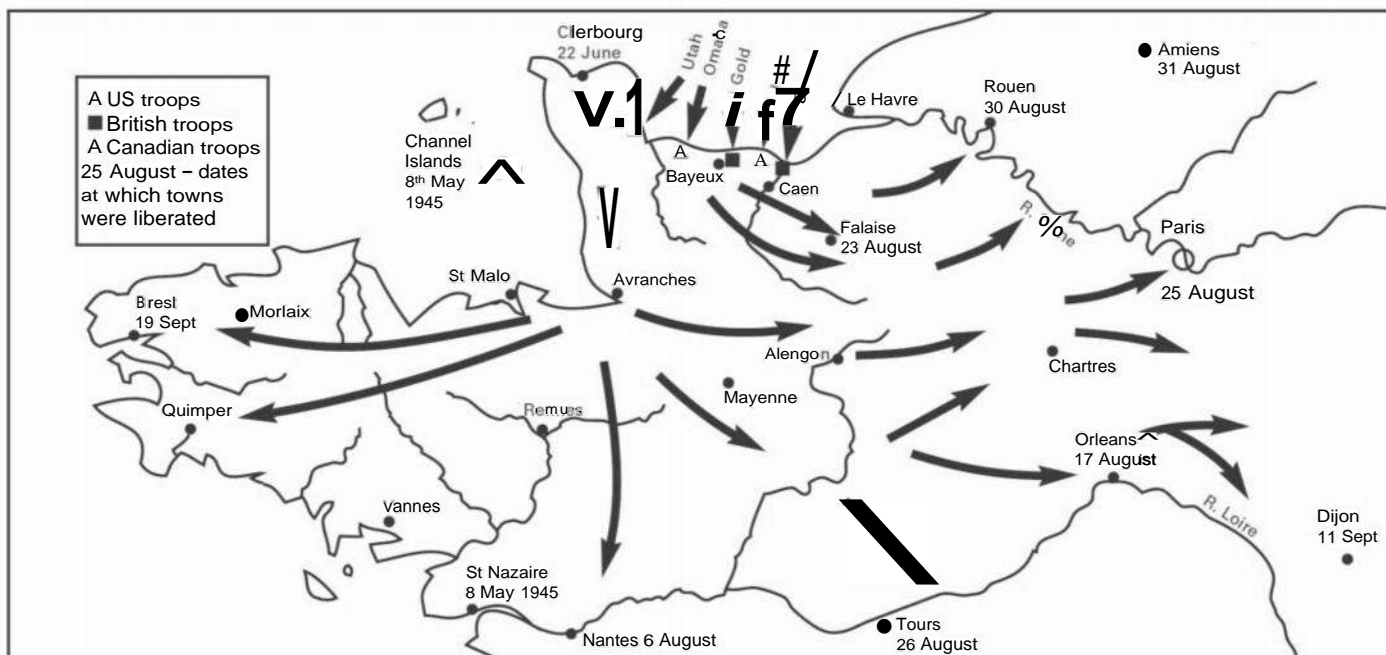 A US troops
British troops
A Canadian troops
25 August – dates
at which towns
were liberated
Clerbourg
22 June
Utah
Gold
#/
v.1
i f 7
Channel
Islands
8th May
1945
^
V
A
A
Bayeux
Caen
Le Havre
Rouen
30 August
Amiens
31 August
Falaise
23 August
R.
%
Paris
25 August
St Malo
Avranches
Bresl
19 Sept
Morlaix
Quimper
Alengon
Mayenne
Chartres
Orleans^
17 August
R. Loire
Vannes
St Nazaire
8 May 1945
Nantes 6 August
Tours
26 August
Dijon
11 Sept